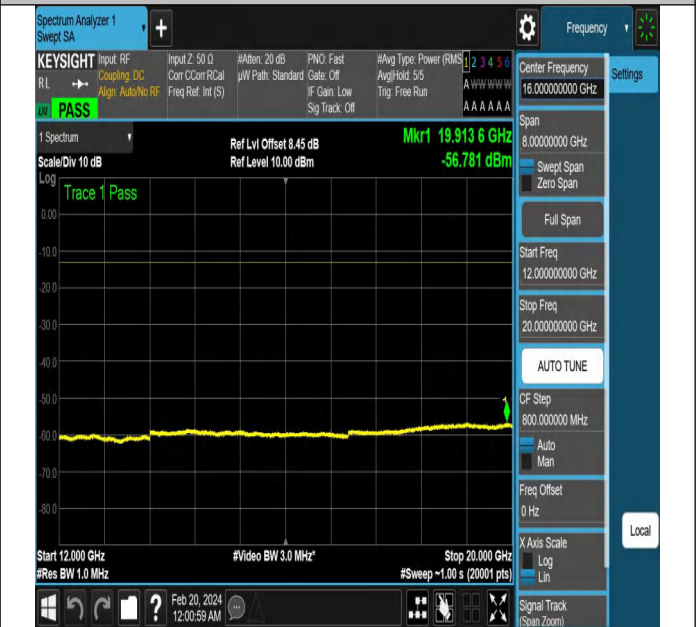 Spectrum Analyzer 1
Swept SA
+
Frequency
KEYSIGHT
RL
PASS
Input: RF
Coupling: DC
Align: Auto/No RF
Input Z: 50 Ω
Corr CCorr RCal
Freq Ref: Int (S)
#Atten: 20 dB
µW Path: Standard
PNO: Fast
Gate: Off
IF Gain: Low
Sig Track: Off
#Avg Type: Power (RMS
Avg|Hold: 5/5
Trig: Free Run
1 2 3 4 5 6
A W W W W W
A A A A A A
1 Spectrum
Scale/Div 10 dB
Ref Lvl Offset 8.45 dB
Ref Level 10.00 dBm
Mkr1 19.913 6 GHz
-56.781 dBm
Log
Trace 1 Pass
0.00
-10.0
-20.0
-30.0
-40.0
-50.0
-60.0
-70.0
-80.0
1
Start 12.000 GHz
#Res BW 1.0 MHz
#Video BW 3.0 MHz*
Stop 20.000 GHz
#Sweep ~1.00 s (20001 pts)
?
Feb 20, 2024
12:00:59 AM
Center Frequency
16.000000000 GHz
Settings
Span
8.00000000 GHz
Swept Span
Zero Span
Full Span
Start Freq
12.000000000 GHz
Stop Freq
20.000000000 GHz
AUTO TUNE
CF Step
800.000000 MHz
Auto
Man
Freq Offset
0 Hz
X Axis Scale
Log
Lin
Local
Signal Track
(Span Zoom)